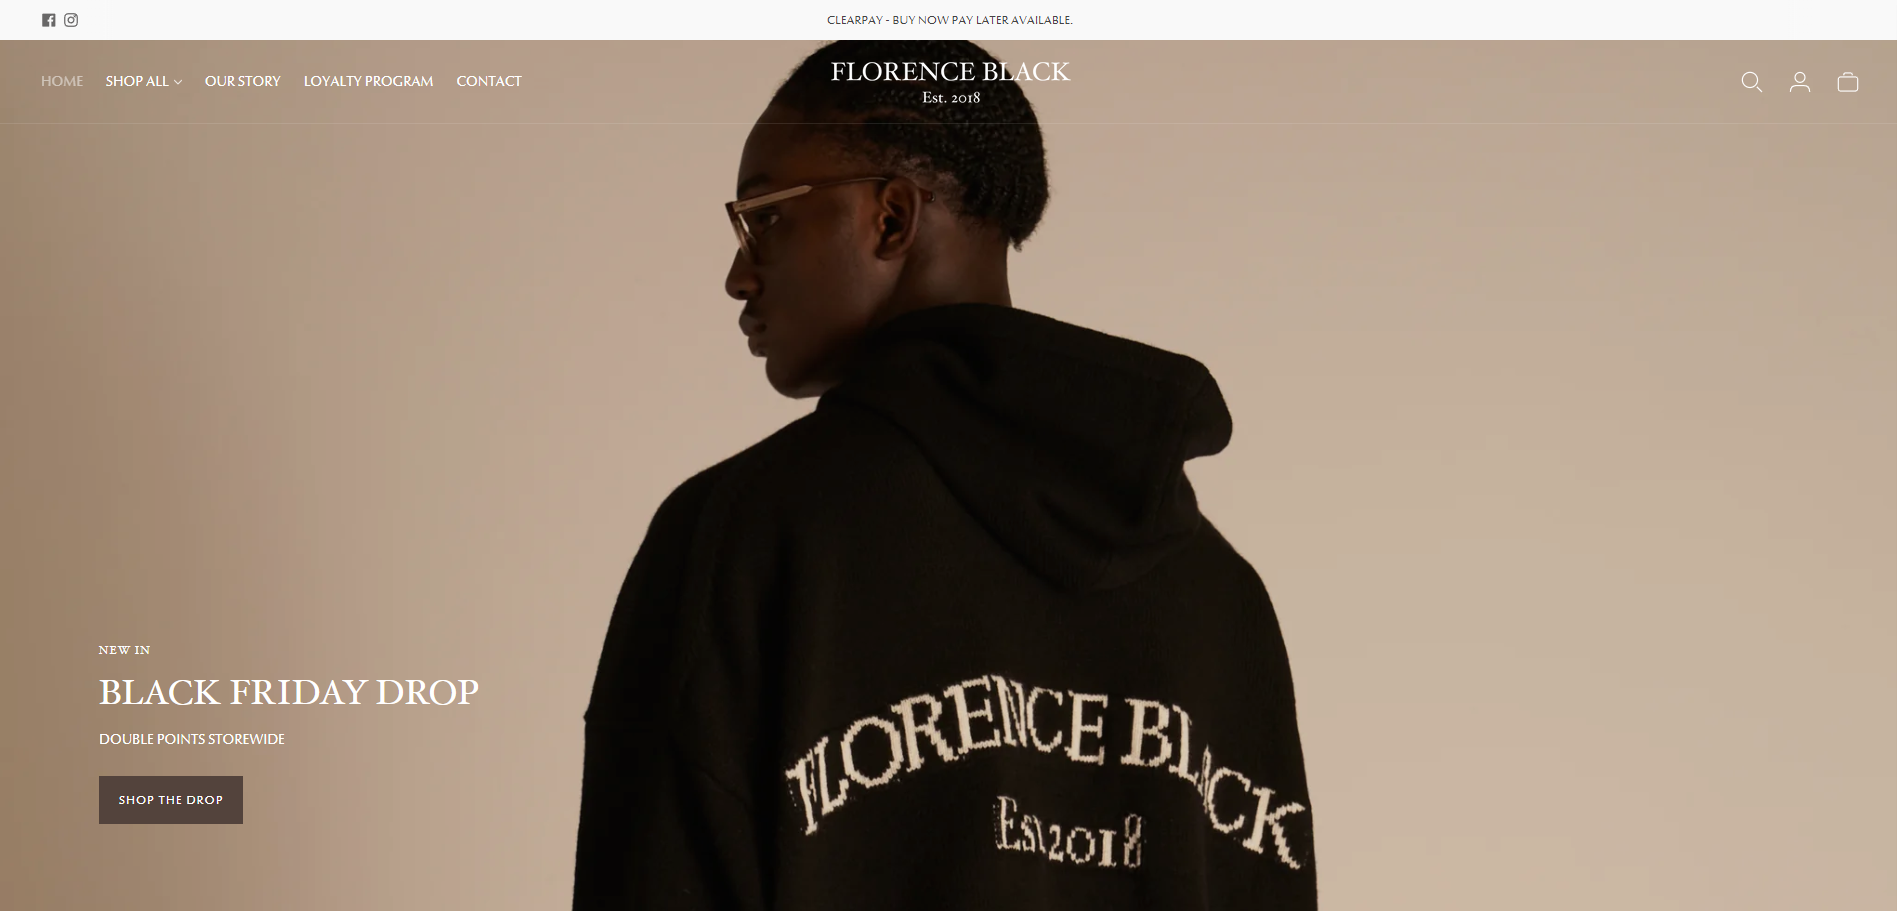 CLEARPAY - BUY NOW PAY LATER AVAILABLE.
HOME SHOP ALL OUR STORY LOYALTY PROGRAM CONTACT
FLORENCE BLACK
Est. 2018
NEW IN
BLACK FRIDAY DROP
DOUBLE POINTS STOREWIDE
SHOP THE DROP
FLORENCE BLACK
Est 2018